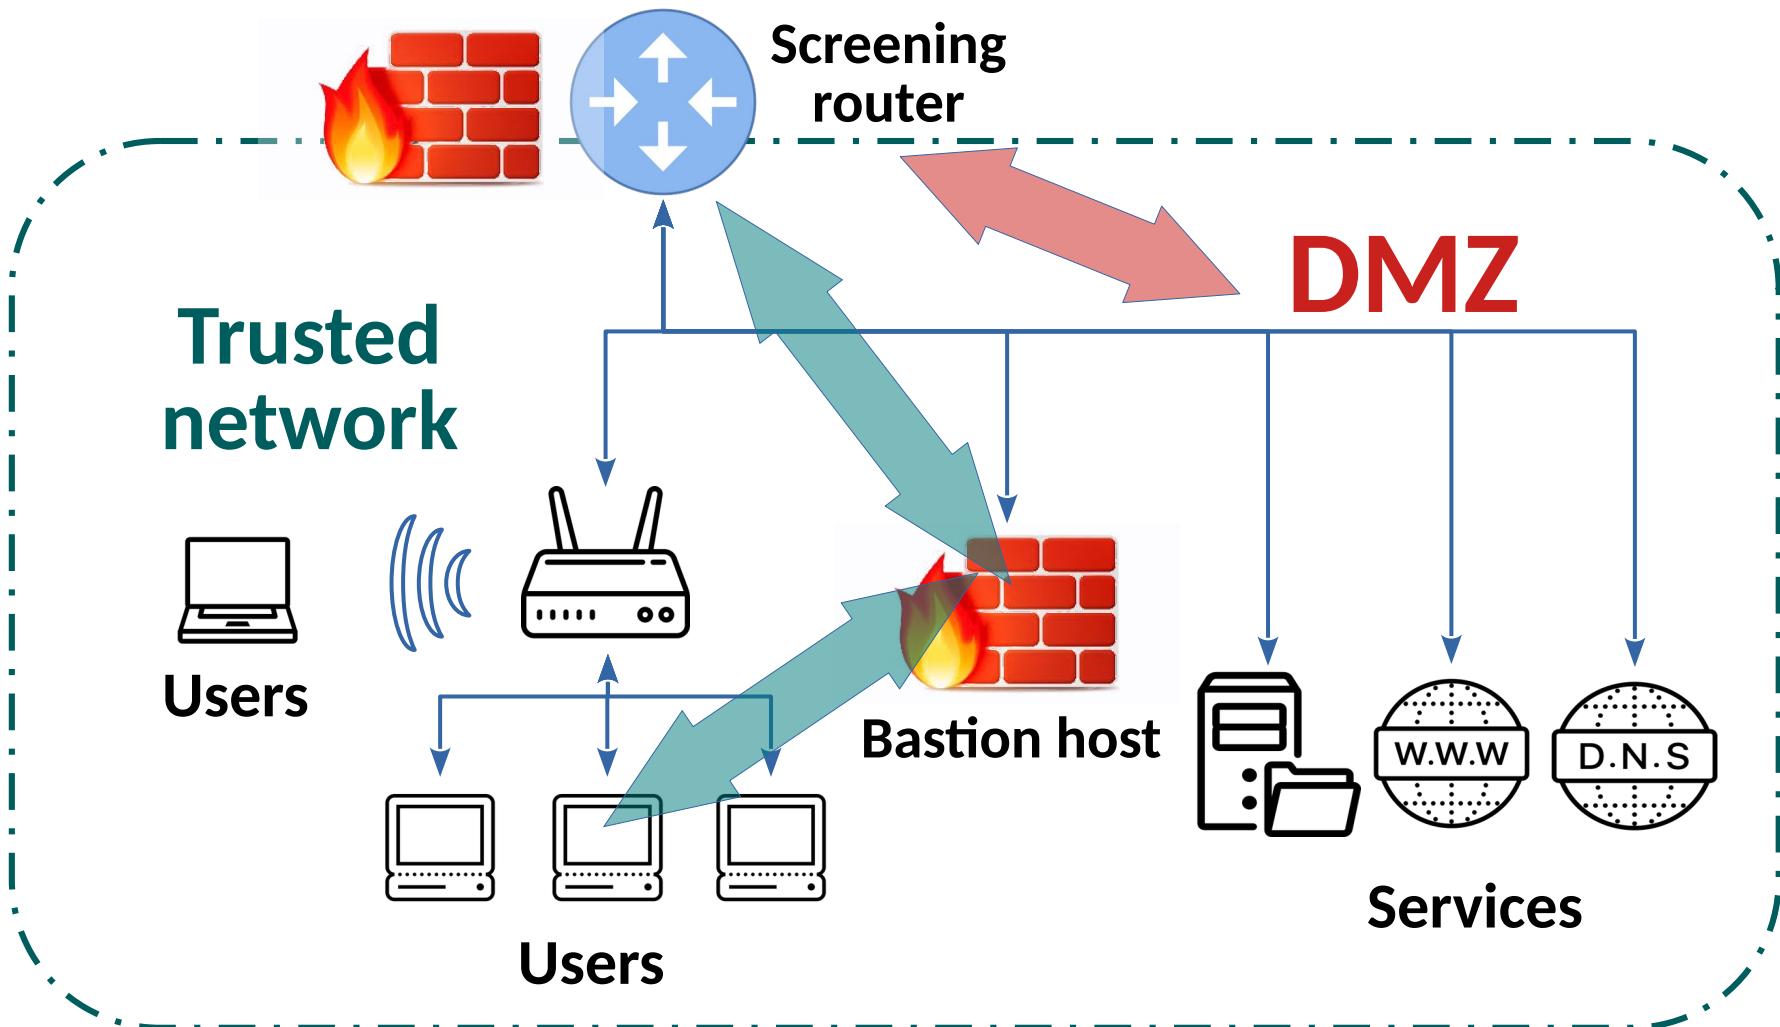 Screening
router
DMZ
Trusted
network
Users
Bastion host
W.W.W
D.N.S
Services
Users